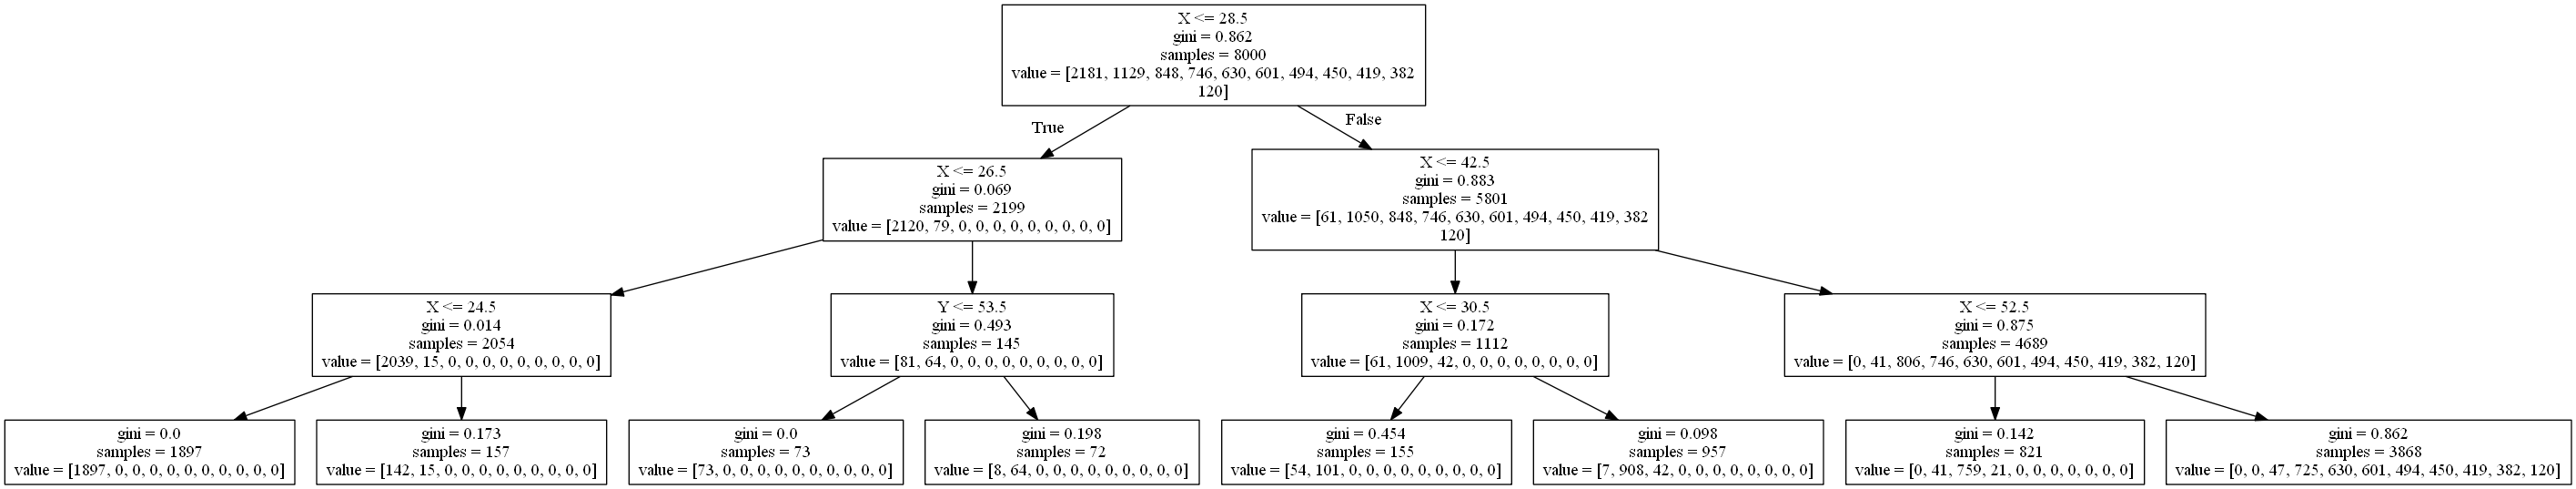 X <= 28.5
gini = 0.862
samples = 8000
value = [2181, 1129, 848, 746, 630, 601, 494, 450, 419, 382
120]
True
False
X <= 26.5
gini = 0.069
samples = 2199
value = [2120, 79, 0, 0, 0, 0, 0, 0, 0, 0, 0]
X <= 42.5
gini = 0.883
samples = 5801
value = [61, 1050, 848, 746, 630, 601, 494, 450, 419, 382
120]
X <= 24.5
gini = 0.014
samples = 2054
value = [2039, 15, 0, 0, 0, 0, 0, 0, 0, 0, 0]
Y <= 53.5
gini = 0.493
samples = 145
value = [81, 64, 0, 0, 0, 0, 0, 0, 0, 0, 0]
X <= 30.5
gini = 0.172
samples = 1112
value = [61, 1009, 42, 0, 0, 0, 0, 0, 0, 0, 0]
X <= 52.5
gini = 0.875
samples = 4689
value = [0, 41, 806, 746, 630, 601, 494, 450, 419, 382, 120]
gini = 0.0
samples = 1897
value = [1897, 0, 0, 0, 0, 0, 0, 0, 0, 0, 0]
gini = 0.173
samples = 157
value = [142, 15, 0, 0, 0, 0, 0, 0, 0, 0, 0]
gini = 0.0
samples = 73
value = [73, 0, 0, 0, 0, 0, 0, 0, 0, 0, 0]
gini = 0.198
samples = 72
value = [8, 64, 0, 0, 0, 0, 0, 0, 0, 0, 0]
gini = 0.454
samples = 155
value = [54, 101, 0, 0, 0, 0, 0, 0, 0, 0, 0]
gini = 0.098
samples = 957
value = [7, 908, 42, 0, 0, 0, 0, 0, 0, 0, 0]
gini = 0.142
samples = 821
value = [0, 41, 759, 21, 0, 0, 0, 0, 0, 0, 0]
gini = 0.862
samples = 3868
value = [0, 0, 47, 725, 630, 601, 494, 450, 419, 382, 120]